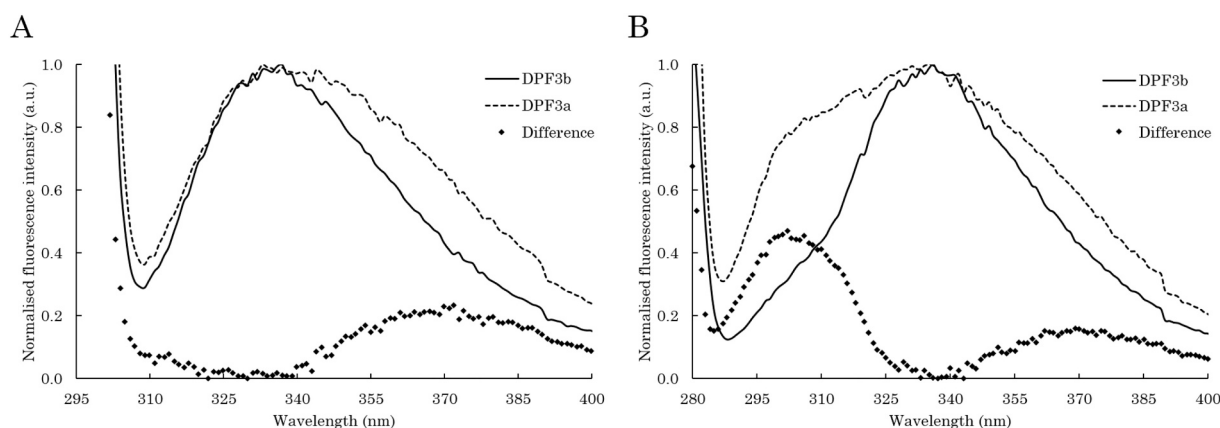 A
Normalised fluorescence intensity (a.u.)
1.0
0.8
0.6
0.4
0.2
0.0
295 310 325 340 355 370 385 400
Wavelength (nm)
DPF3b
DPF3a
Difference
B
Normalised fluorescence intensity (a.u.)
1.0
0.8
0.6
0.4
0.2
0.0
280 295 310 325 340 355 370 385 400
Wavelength (nm)
DPF3b
DPF3a
Difference